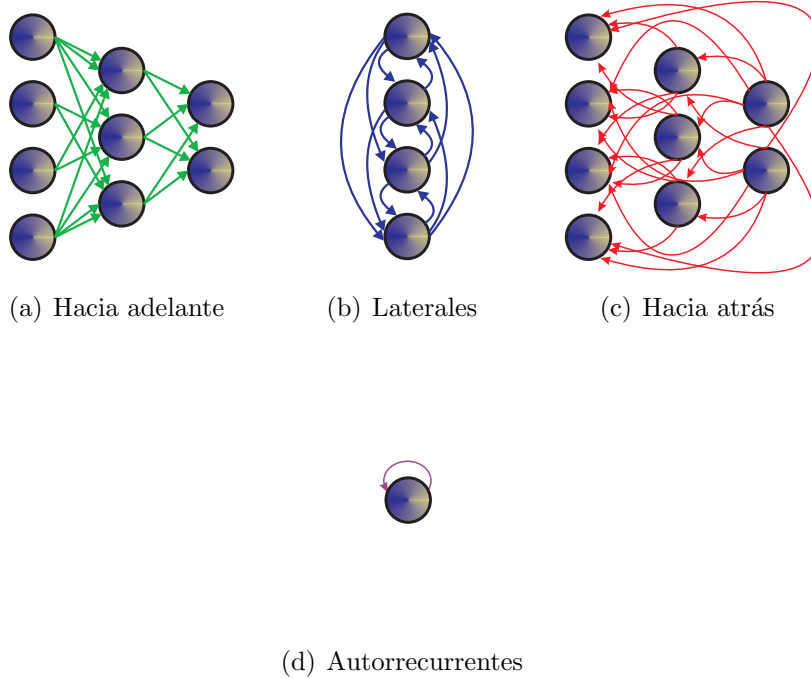 (a) Hacia adelante
(b) Laterales
(c) Hacia atrás
(d) Autorrecurrentes